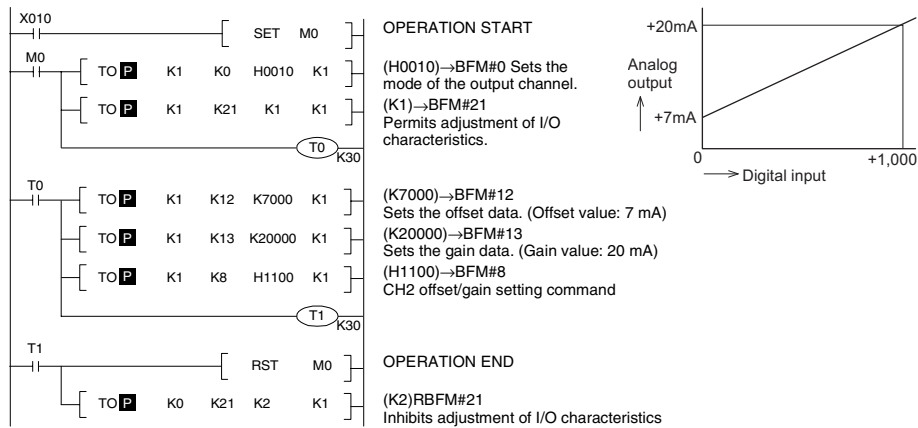 X010
SET M0
OPERATION START
M0
TO P K1 K0 H0010 K1
(H0010)→BFM#0 Sets the
mode of the output channel.
TO P K1 K21 K1 K1
(K1)→BFM#21
Permits adjustment of I/O
characteristics.
T0
K30
T0
TO P K1 K12 K7000 K1
(K7000)→BFM#12
Sets the offset data. (Offset value: 7 mA)
TO P K1 K13 K20000 K1
(K20000)→BFM#13
Sets the gain data. (Gain value: 20 mA)
TO P K1 K8 H1100 K1
(H1100)→BFM#8
CH2 offset/gain setting command
T1
K30
T1
RST M0
OPERATION END
TO P K0 K21 K2 K1
(K2)RBFM#21
Inhibits adjustment of I/O characteristics
+20mA
Analog
output
+7mA
0
+1,000
Digital input